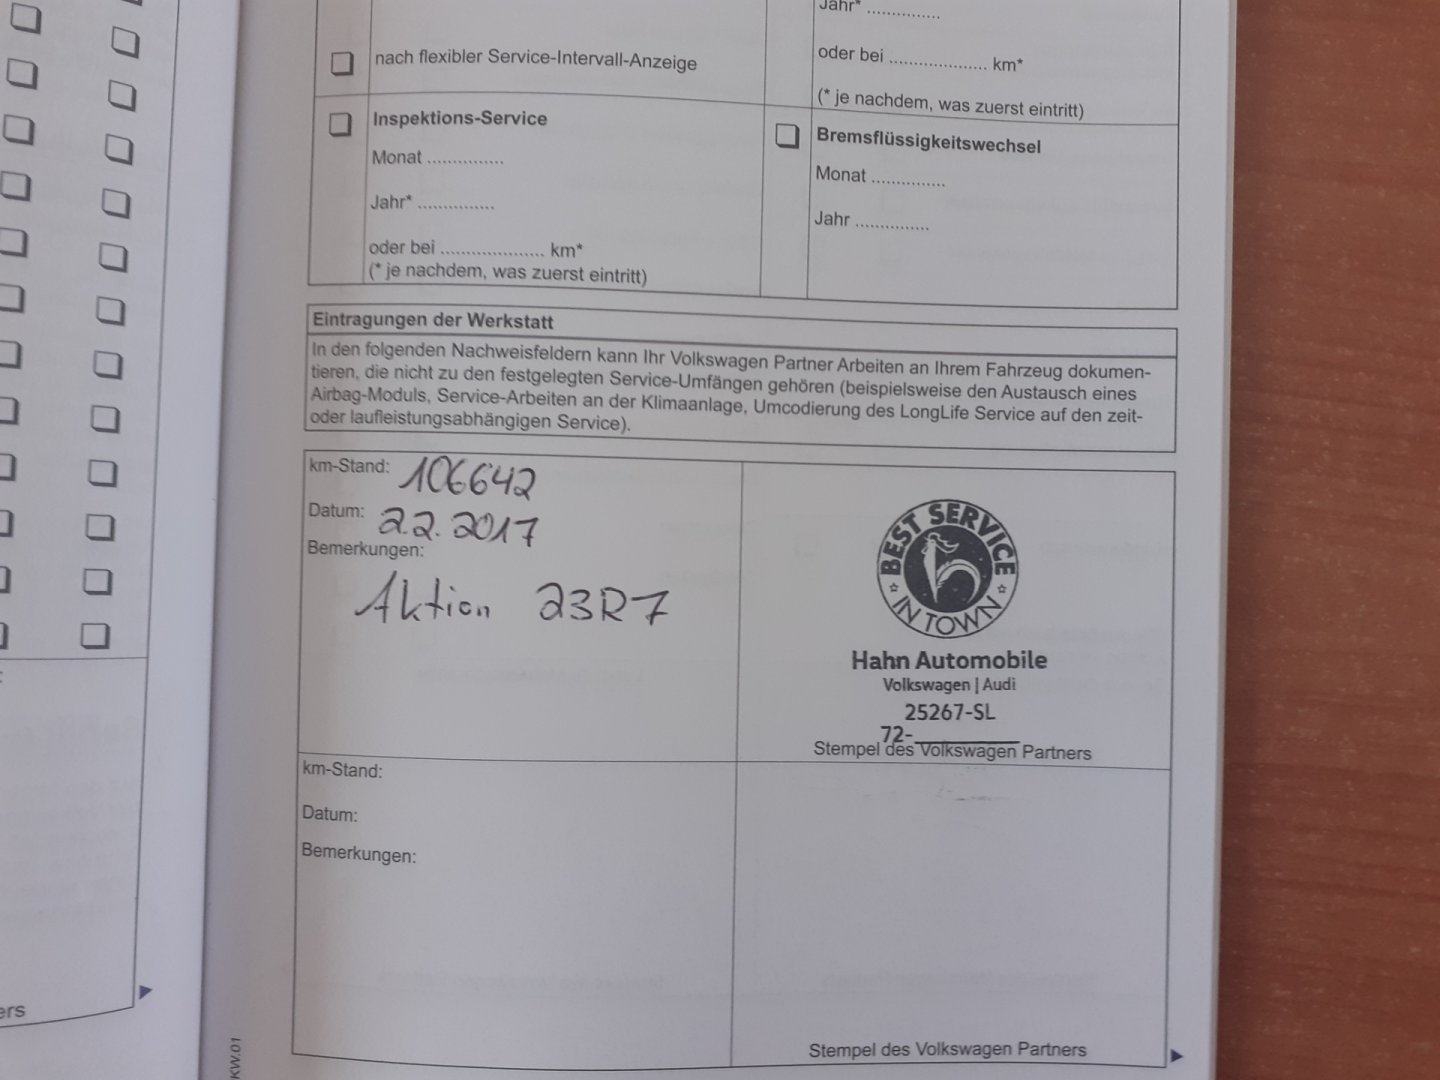 Jahr* ...............
nach flexibler Service-Intervall-Anzeige
oder bei .................... km*
(* je nachdem, was zuerst eintritt)
Inspektions-Service
Monat ...............
Jahr* ...............
oder bei ..................... km*
(* je nachdem, was zuerst eintritt)
Bremsflüssigkeitswechsel
Monat ...............
Jahr ...............
Eintragungen der Werkstatt
In den folgenden Nachweisfeldern kann Ihr Volkswagen Partner Arbeiten an Ihrem Fahrzeug dokumen-
tieren, die nicht zu den festgelegten Service-Umfängen gehören (beispielsweise den Austausch eines
Airbag-Moduls, Service-Arbeiten an der Klimaanlage, Umcodierung des LongLife Service auf den zeit-
oder laufleistungsabhängigen Service).
km-Stand: 106642
Datum: 2.2.2017
Bemerkungen:
Aktion 23R7
BEST SERVICE
IN TOWN
Hahn Automobile
Volkswagen | Audi
25267-SL
72-
Stempel des Volkswagen Partners
km-Stand:
Datum:
Bemerkungen:
Stempel des Volkswagen Partners
ers